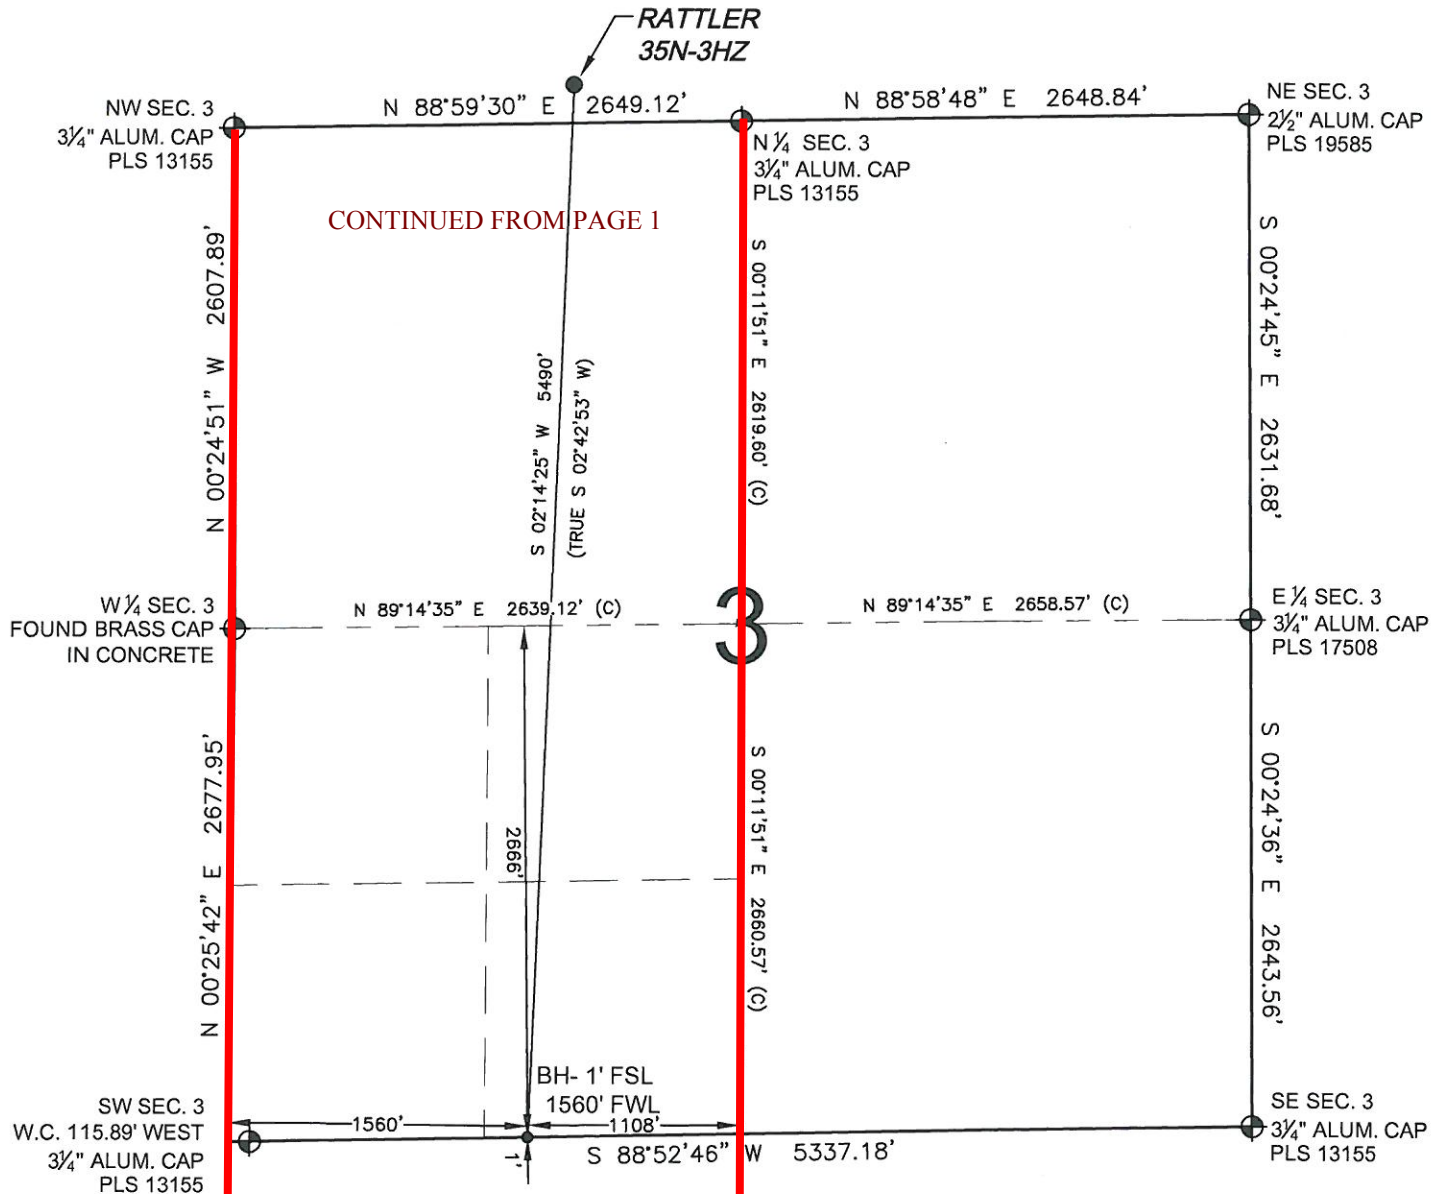 RATTLER
35N-3HZ
NW SEC. 3
3¼" ALUM. CAP
PLS 13155
N 88°59'30" E 2649.12'
N 88°58'48" E 2648.84'
NE SEC. 3
2½" ALUM. CAP
PLS 19585
N ¼ SEC. 3
3¼" ALUM. CAP
PLS 13155
CONTINUED FROM PAGE 1
N 00°24'51" W 2607.89'
S 02°14'25" W 5490'
(TRUE S 02°42'53" W)
S 00°11'51" E 2619.60' (C)
S 00°24'45" E 2631.68'
W ¼ SEC. 3
FOUND BRASS CAP
IN CONCRETE
N 89°14'35" E 2639.12' (C)
3
N 89°14'35" E 2658.57' (C)
E ¼ SEC. 3
3¼" ALUM. CAP
PLS 17508
N 00°25'42" E 2677.95'
2666'
S 00°11'51" E 2660.57' (C)
S 00°24'36" E 2643.56'
BH- 1' FSL
1560' FWL
SW SEC. 3
W.C. 115.89' WEST
3¼" ALUM. CAP
PLS 13155
1560'
1108'
1'
S 88°52'46" W 5337.18'
SE SEC. 3
3¼" ALUM. CAP
PLS 13155